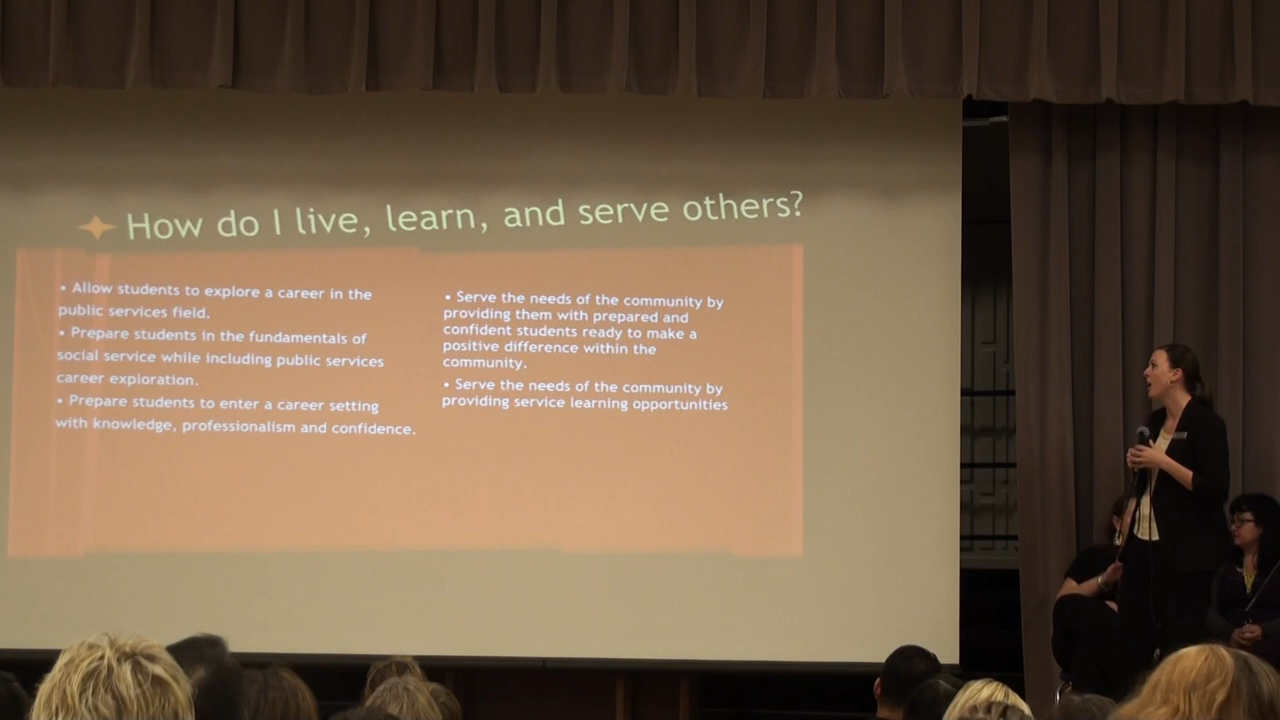 How do I live, learn, and serve others?
• Allow students to explore a career in the
public services field.
• Prepare students in the fundamentals of
social service while including public services
career exploration.
• Prepare students to enter a career setting
with knowledge, professionalism and confidence.
• Serve the needs of the community by
providing them with prepared and
confident students ready to make a
positive difference within the
community.
• Serve the needs of the community by
providing service learning opportunities